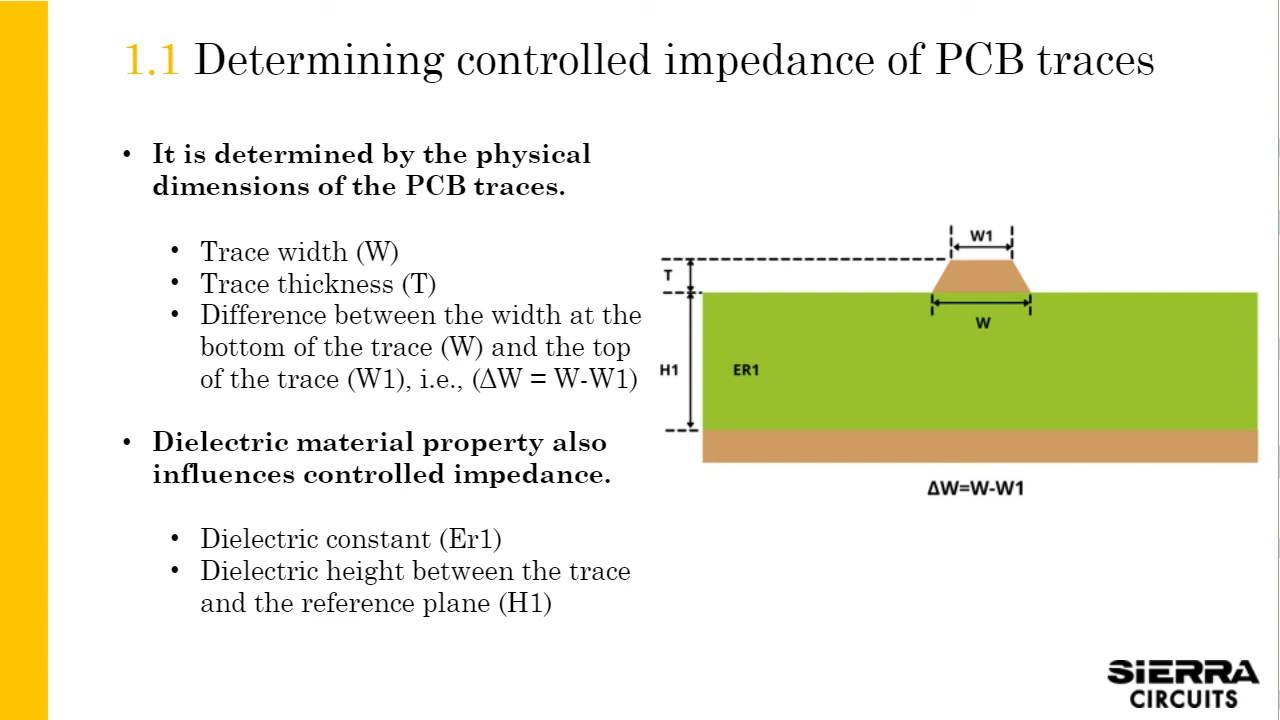 1.1 Determining controlled impedance of PCB traces
• It is determined by the physical
dimensions of the PCB traces.
• Trace width (W)
• Trace thickness (T)
• Difference between the width at the
bottom of the trace (W) and the top
of the trace (W1), i.e., (ΔW = W-W1)
• Dielectric material property also
influences controlled impedance.
• Dielectric constant (Er1)
• Dielectric height between the trace
and the reference plane (H1)
W1
T
W
H1
ER1
ΔW=W-W1
SIERRA
CIRCUITS